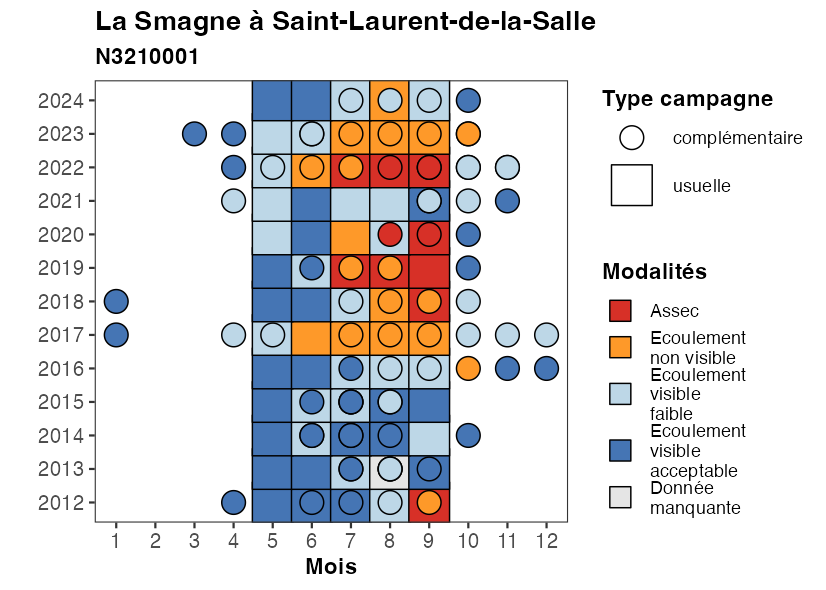 La Smagne à Saint-Laurent-de-la-Salle
N3210001
2024
2023
2022
2021
2020
2019
2018
2017
2016
2015
2014
2013
2012
1 2 3 4 5 6 7 8 9 10 11 12
Mois
Type campagne
complémentaire
usuelle
Modalités
Assec
Ecoulement
non visible
Ecoulement
visible
faible
Ecoulement
visible
acceptable
Donnée
manquante